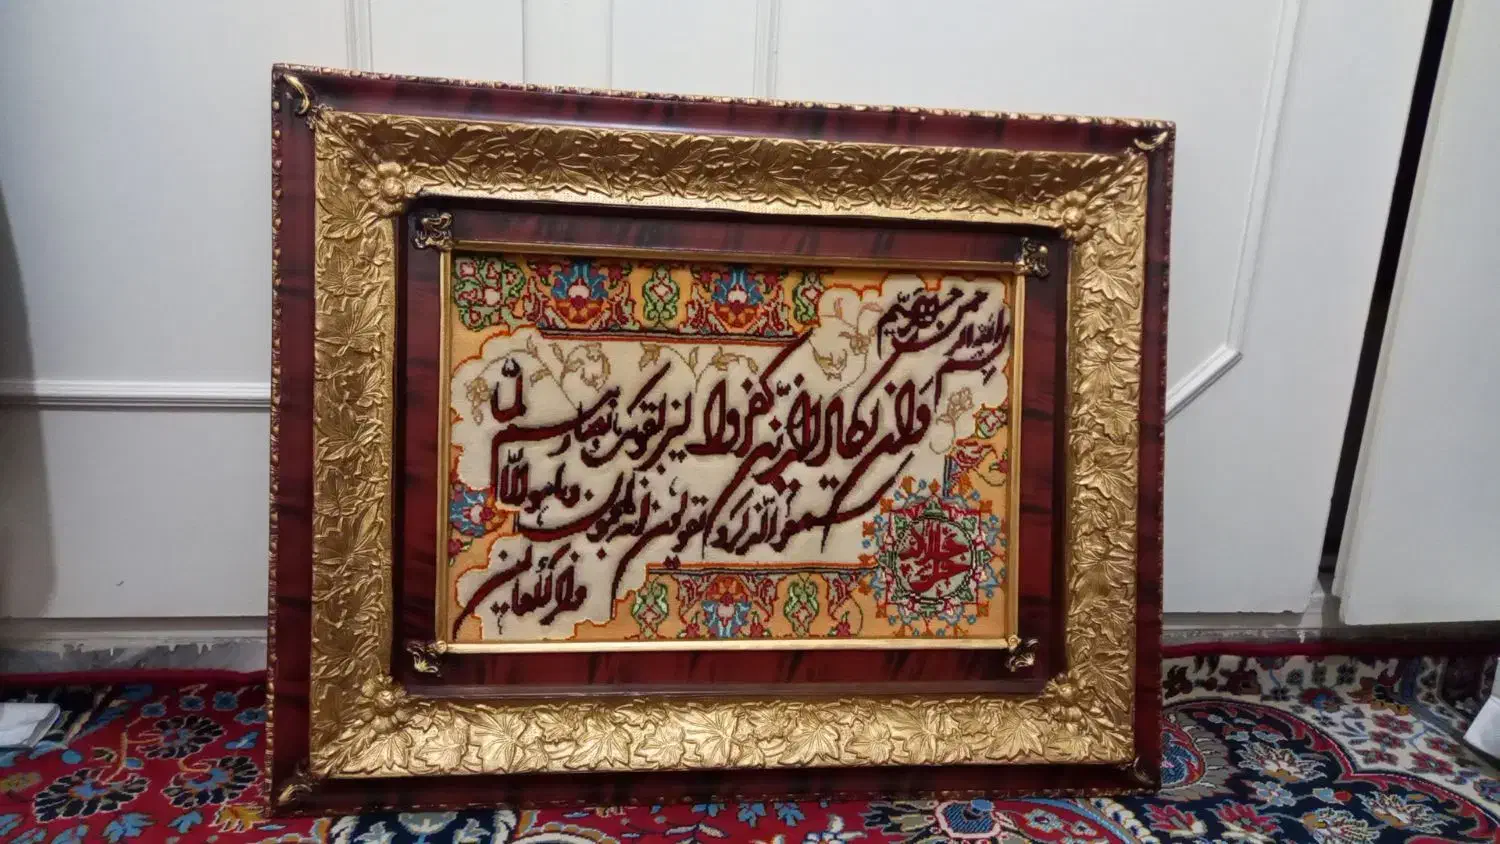 بسم الله الرحمن الرحیم
وان یکاد الذین کفروا لیزلقونک بابصارهم لما
سمعوا الذکر و یقولون انه لمجنون و ما هو الا
ذکر للعالمین